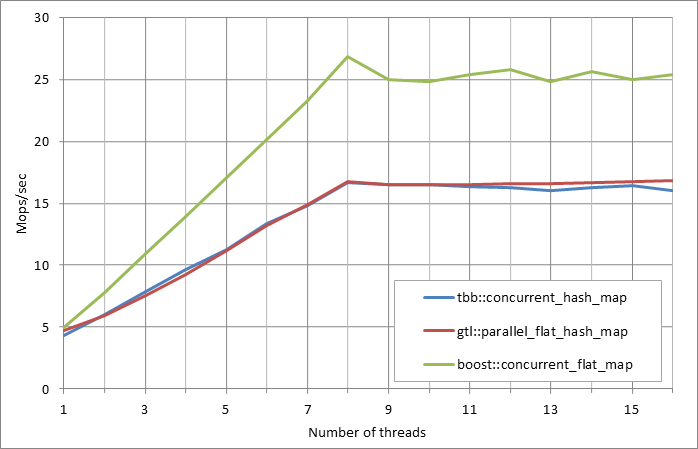 30
25
20
15
10
5
0
Mops/sec
tbb::concurrent_hash_map
gtl::parallel_flat_hash_map
boost::concurrent_flat_map
1 3 5 7 9 11 13 15
Number of threads